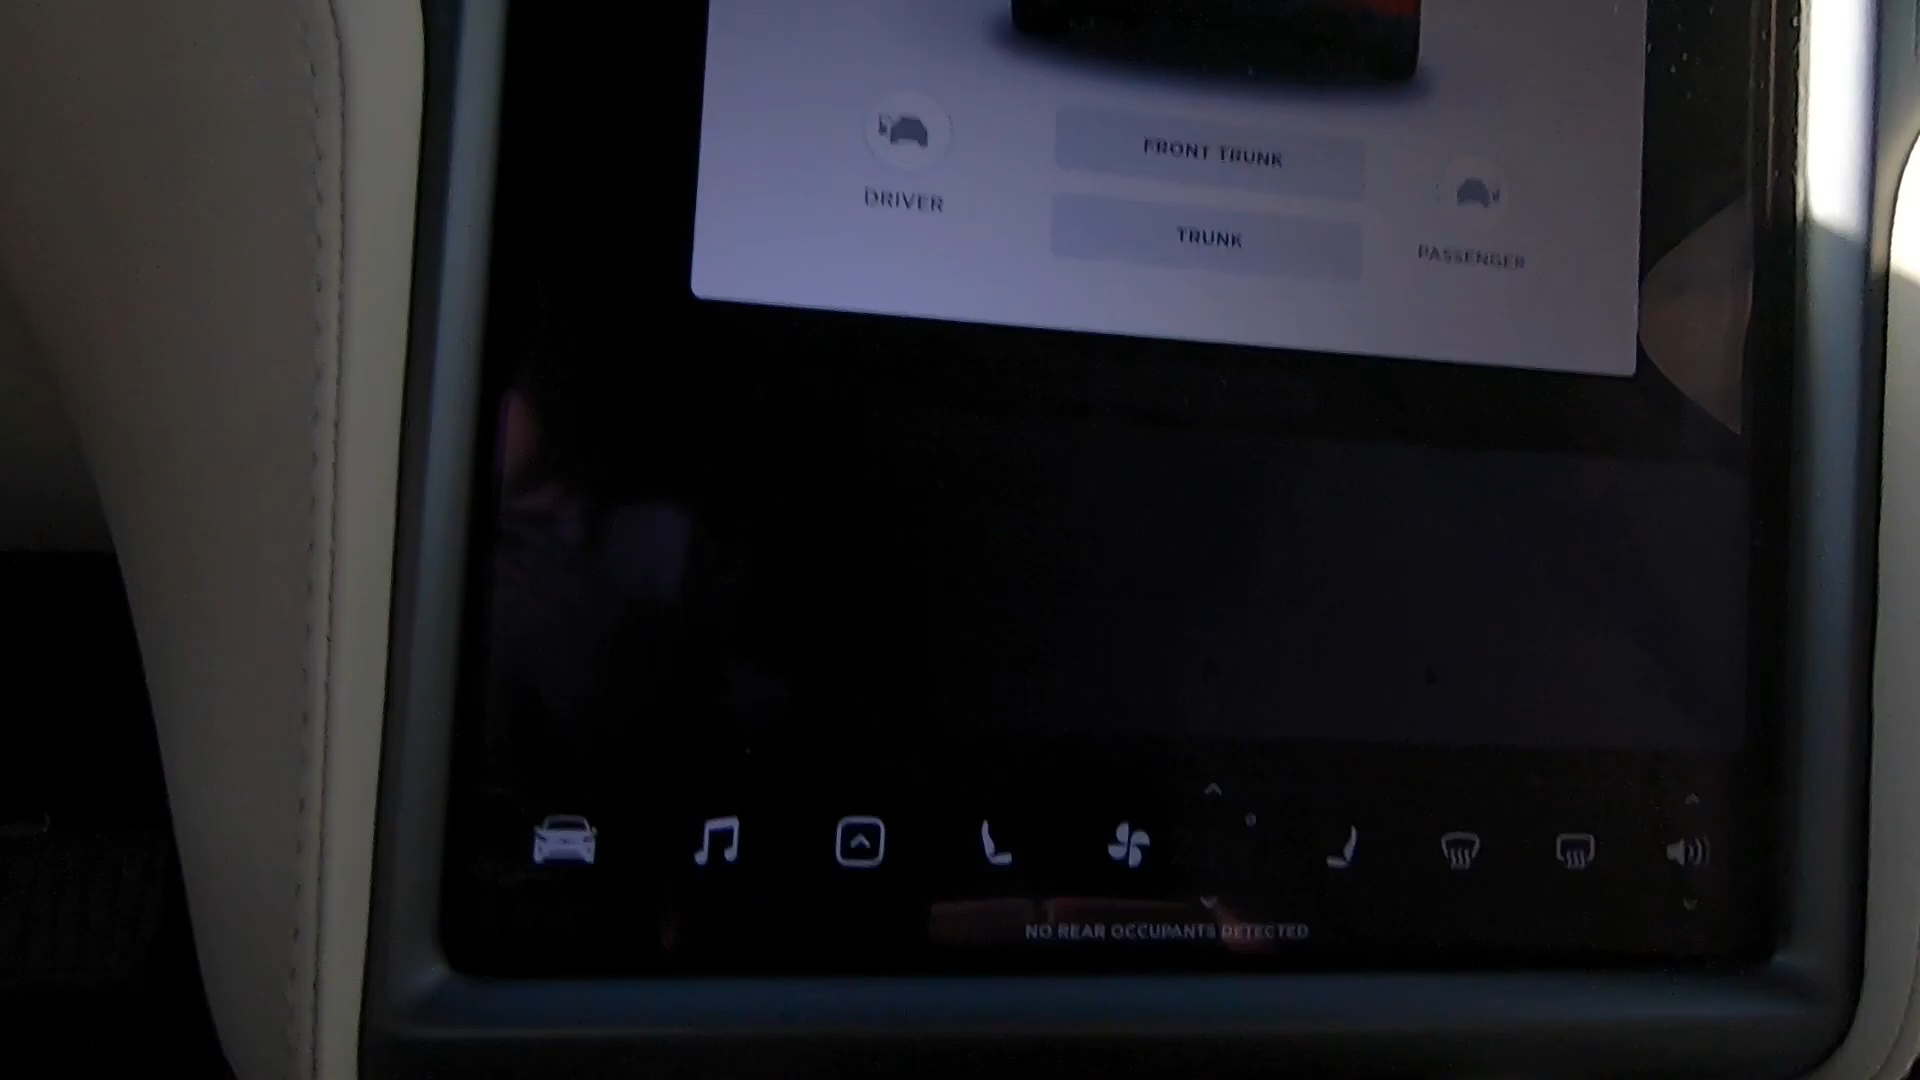 FRONT TRUNK
DRIVER
TRUNK
PASSENGER
NO REAR OCCUPANTS DETECTED